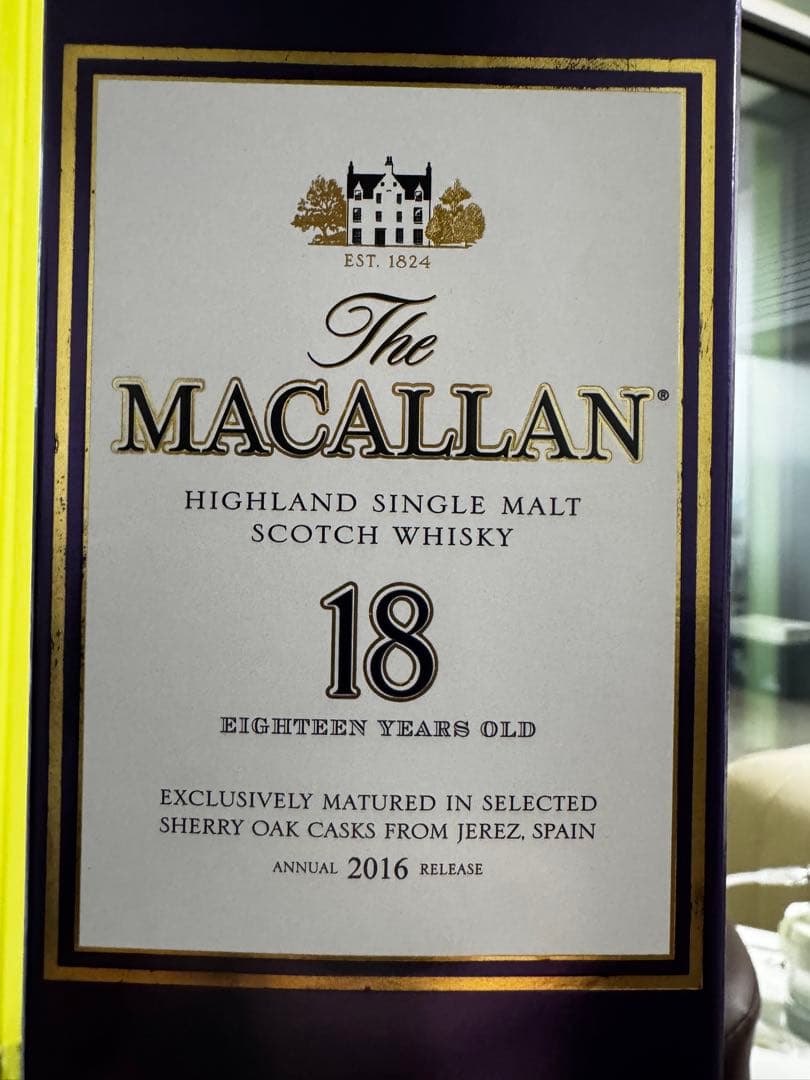 EST. 1824
The
MACALLAN®
HIGHLAND SINGLE MALT
SCOTCH WHISKY
18
EIGHTEEN YEARS OLD
EXCLUSIVELY MATURED IN SELECTED
SHERRY OAK CASKS FROM JEREZ, SPAIN
ANNUAL 2016 RELEASE